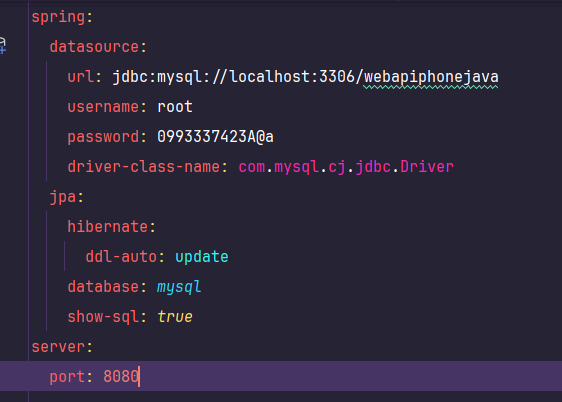 spring:
  datasource:
    url: jdbc:mysql://localhost:3306/webapiphonejava
    username: root
    password: 0993337423A@a
    driver-class-name: com.mysql.cj.jdbc.Driver
  jpa:
    hibernate:
      ddl-auto: update
    database: mysql
    show-sql: true
server:
  port: 8080